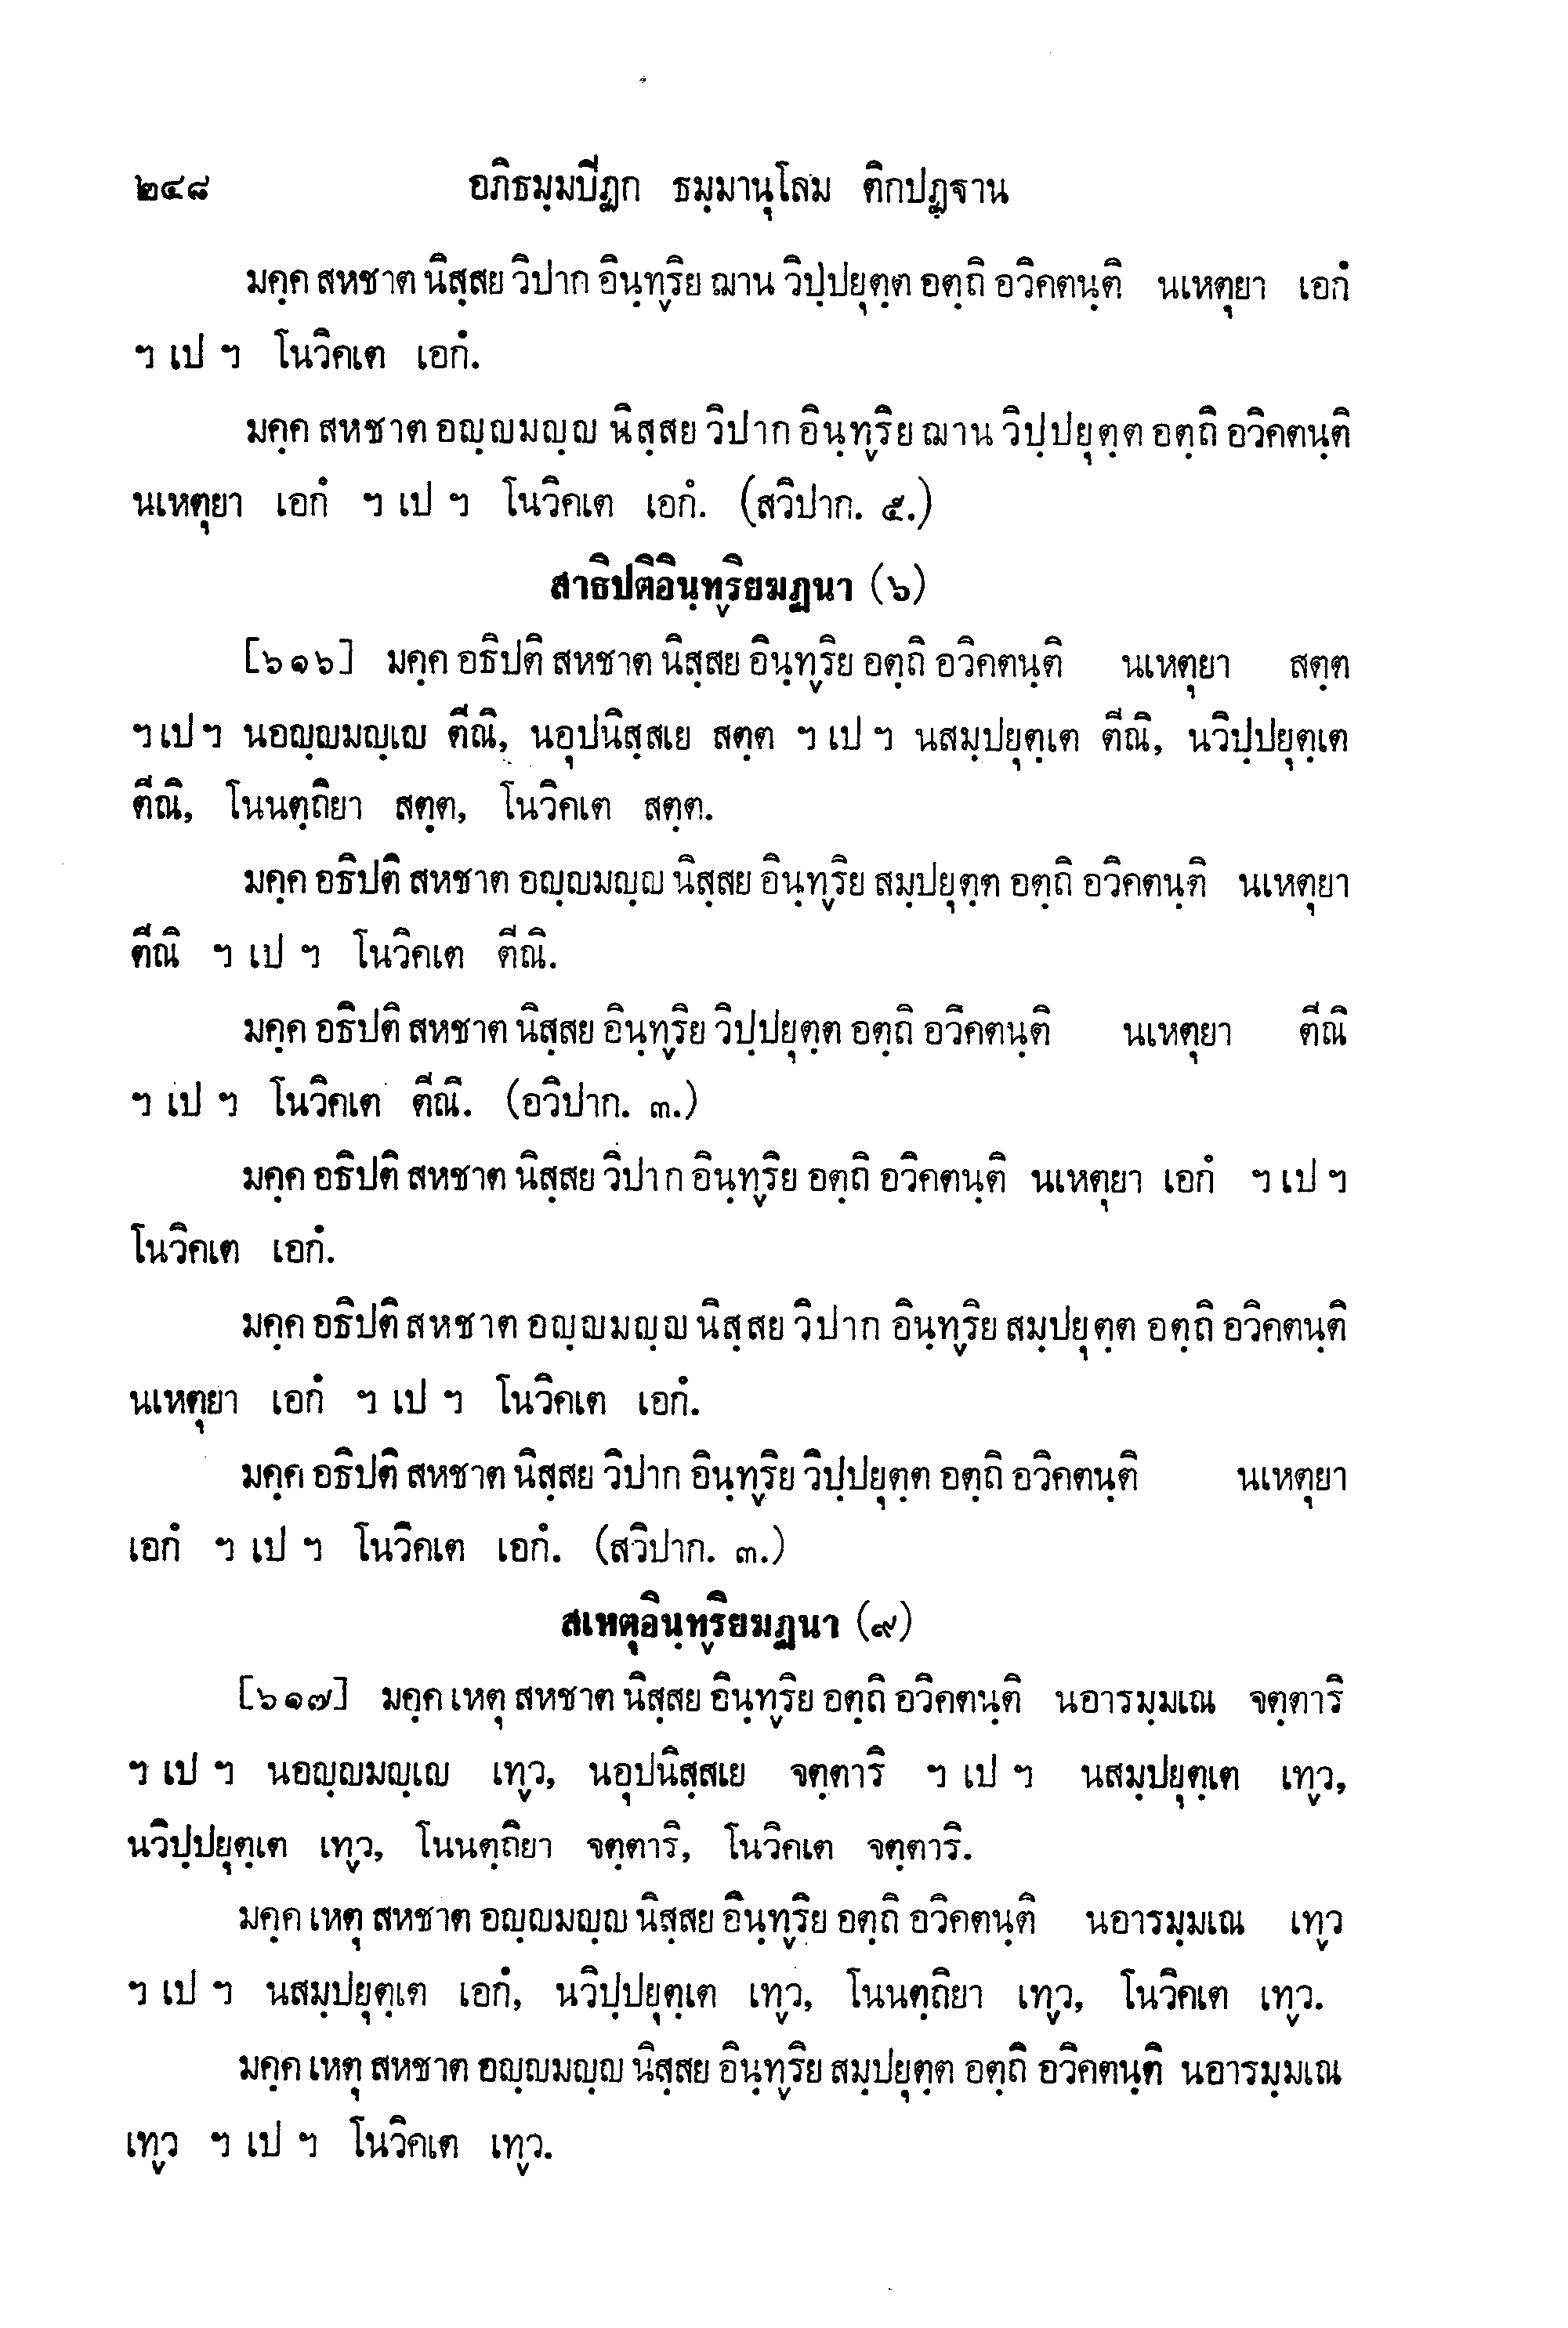 ๒๔๘ อภิธมฺมปีฏก ธมฺมานุโลม ติกปฏฺฐาน
มคฺค สหชาต นิสฺสย วิปาก อินฺทฺริย ฌาน วิปฺปยุตฺต อตฺถิ อวิคตนฺติ นเหตุยา เอกํ
ฯ เป ฯ โนวิคเต เอกํ.
มคฺค สหชาต อญฺญมญฺญ นิสฺสย วิปาก อินฺทฺริย ฌาน วิปฺปยุตฺต อตฺถิ อวิคตนฺติ
นเหตุยา เอกํ ฯ เป ฯ โนวิคเต เอกํ. (สวิปาก. ๕.)
สาธิปติอินฺทฺริยฆฏนา (๖)
[๖๑๖] มคฺค อธิปติ สหชาต นิสฺสย อินฺทฺริย อตฺถิ อวิคตนฺติ นเหตุยา สตฺต
ฯ เป ฯ นอญฺญมญฺเญ ตีณิ, นอุปนิสฺสเย สตฺต ฯ เป ฯ นสมฺปยุตฺเต ตีณิ, นวิปฺปยุตฺเต
ตีณิ, โนนตฺถิยา สตฺต, โนวิคเต สตฺต.
มคฺค อธิปติ สหชาต อญฺญมญฺญ นิสฺสย อินฺทฺริย สมฺปยุตฺต อตฺถิ อวิคตนฺติ นเหตุยา
ตีณิ ฯ เป ฯ โนวิคเต ตีณิ.
มคฺค อธิปติ สหชาต นิสฺสย อินฺทฺริย วิปฺปยุตฺต อตฺถิ อวิคตนฺติ นเหตุยา ตีณิ
ฯ เป ฯ โนวิคเต ตีณิ. (อวิปาก. ๓.)
มคฺค อธิปติ สหชาต นิสฺสย วิปาก อินฺทฺริย อตฺถิ อวิคตนฺติ นเหตุยา เอกํ ฯ เป ฯ
โนวิคเต เอกํ.
มคฺค อธิปติ สหชาต อญฺญมญฺญ นิสฺสย วิปาก อินฺทฺริย สมฺปยุตฺต อตฺถิ อวิคตนฺติ
นเหตุยา เอกํ ฯ เป ฯ โนวิคเต เอกํ.
มคฺค อธิปติ สหชาต นิสฺสย วิปาก อินฺทฺริย วิปฺปยุตฺต อตฺถิ อวิคตนฺติ นเหตุยา
เอกํ ฯ เป ฯ โนวิคเต เอกํ. (สวิปาก. ๓.)
สเหตุอินฺทฺริยฆฏนา (๙)
[๖๑๗] มคฺค เหตุ สหชาต นิสฺสย อินฺทฺริย อตฺถิ อวิคตนฺติ นอารมฺมเณ จตฺตาริ
ฯ เป ฯ นอญฺญมญฺเญ เทฺว, นอุปนิสฺสเย จตฺตาริ ฯ เป ฯ นสมฺปยุตฺเต เทฺว,
นวิปฺปยุตฺเต เทฺว, โนนตฺถิยา จตฺตาริ, โนวิคเต จตฺตาริ.
มคฺค เหตุ สหชาต อญฺญมญฺญ นิสฺสย อินฺทฺริย อตฺถิ อวิคตนฺติ นอารมฺมเณ เทฺว
ฯ เป ฯ นสมฺปยุตฺเต เอกํ, นวิปฺปยุตฺเต เทฺว, โนนตฺถิยา เทฺว, โนวิคเต เทฺว.
มคฺค เหตุ สหชาต อญฺญมญฺญ นิสฺสย อินฺทฺริย สมฺปยุตฺต อตฺถิ อวิคตนฺติ นอารมฺมเณ
เทฺว ฯ เป ฯ โนวิคเต เทฺว.